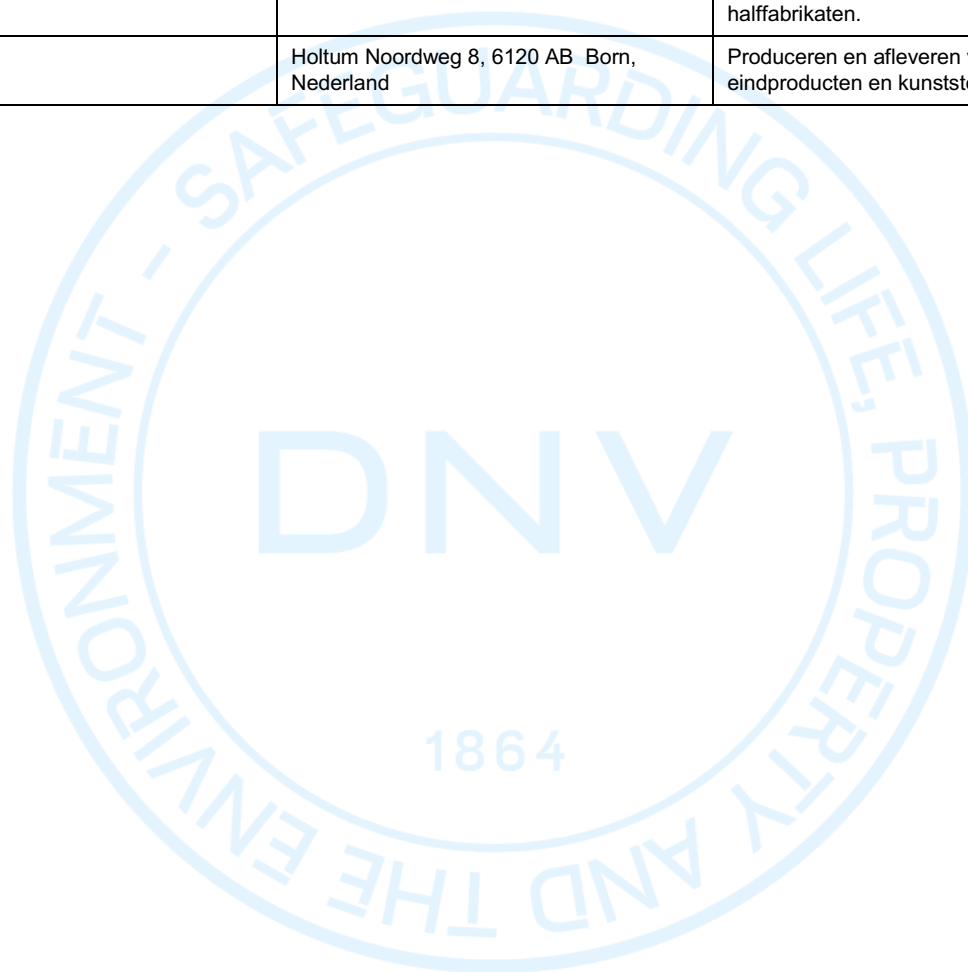 halffabrikaten.
Holtum Noordweg 8, 6120 AB Born,
Nederland
Produceren en afleveren
eindproducten en
SAFEGUARDING LIFE, PROPERTY AND THE ENVIRONMENT -
DNV
1864